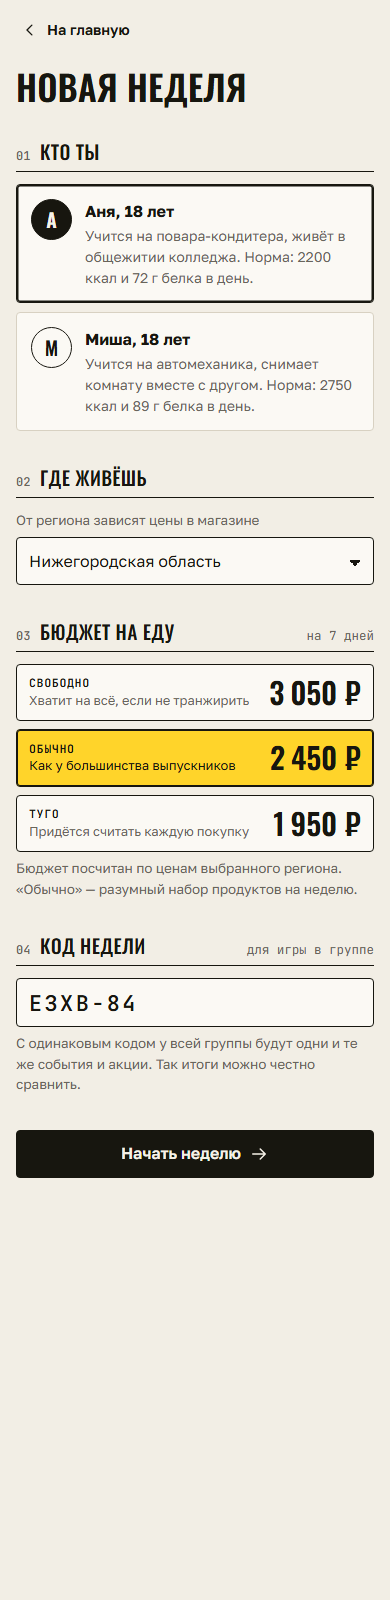 На главную
НОВАЯ НЕДЕЛЯ
01 КТО ТЫ
А
Аня, 18 лет
Учится на повара-кондитера, живёт в
общежитии колледжа. Норма: 2200
ккал и 72 г белка в день.
М
Миша, 18 лет
Учится на автомеханика, снимает
комнату вместе с другом. Норма: 2750
ккал и 89 г белка в день.
02 ГДЕ ЖИВЁШЬ
От региона зависят цены в магазине
Нижегородская область
03 БЮДЖЕТ НА ЕДУ на 7 дней
СВОБОДНО
Хватит на всё, если не транжирить
3 050 ₽
ОБЫЧНО
Как у большинства выпускников
2 450 ₽
ТУГО
Придётся считать каждую покупку
1 950 ₽
Бюджет посчитан по ценам выбранного региона.
«Обычно» — разумный набор продуктов на неделю.
04 КОД НЕДЕЛИ для игры в группе
ЕЗХВ-84
С одинаковым кодом у всей группы будут одни и те
же события и акции. Так итоги можно честно
сравнить.
Начать неделю →